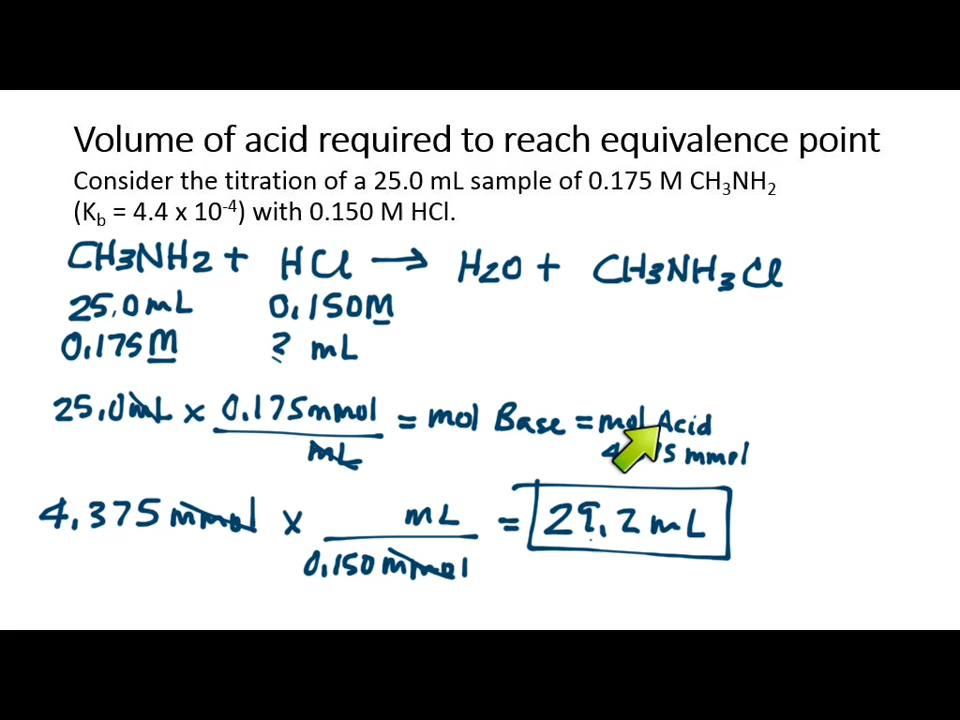 Volume of acid required to reach equivalence point
Consider the titration of a 25.0 mL sample of 0.175 M CH₃NH₂
(K_b = 4.4 x 10⁻⁴) with 0.150 M HCl.
CH3NH2 + HCl → H2O + CH3NH3Cl
25.0 mL 0.150 M
0.175 M ? mL
25.0 mL x 0.175 mmol / mL = mol Base = mol Acid
mmol
4.375 mmol x mL / 0.150 mmol = 29.2 mL